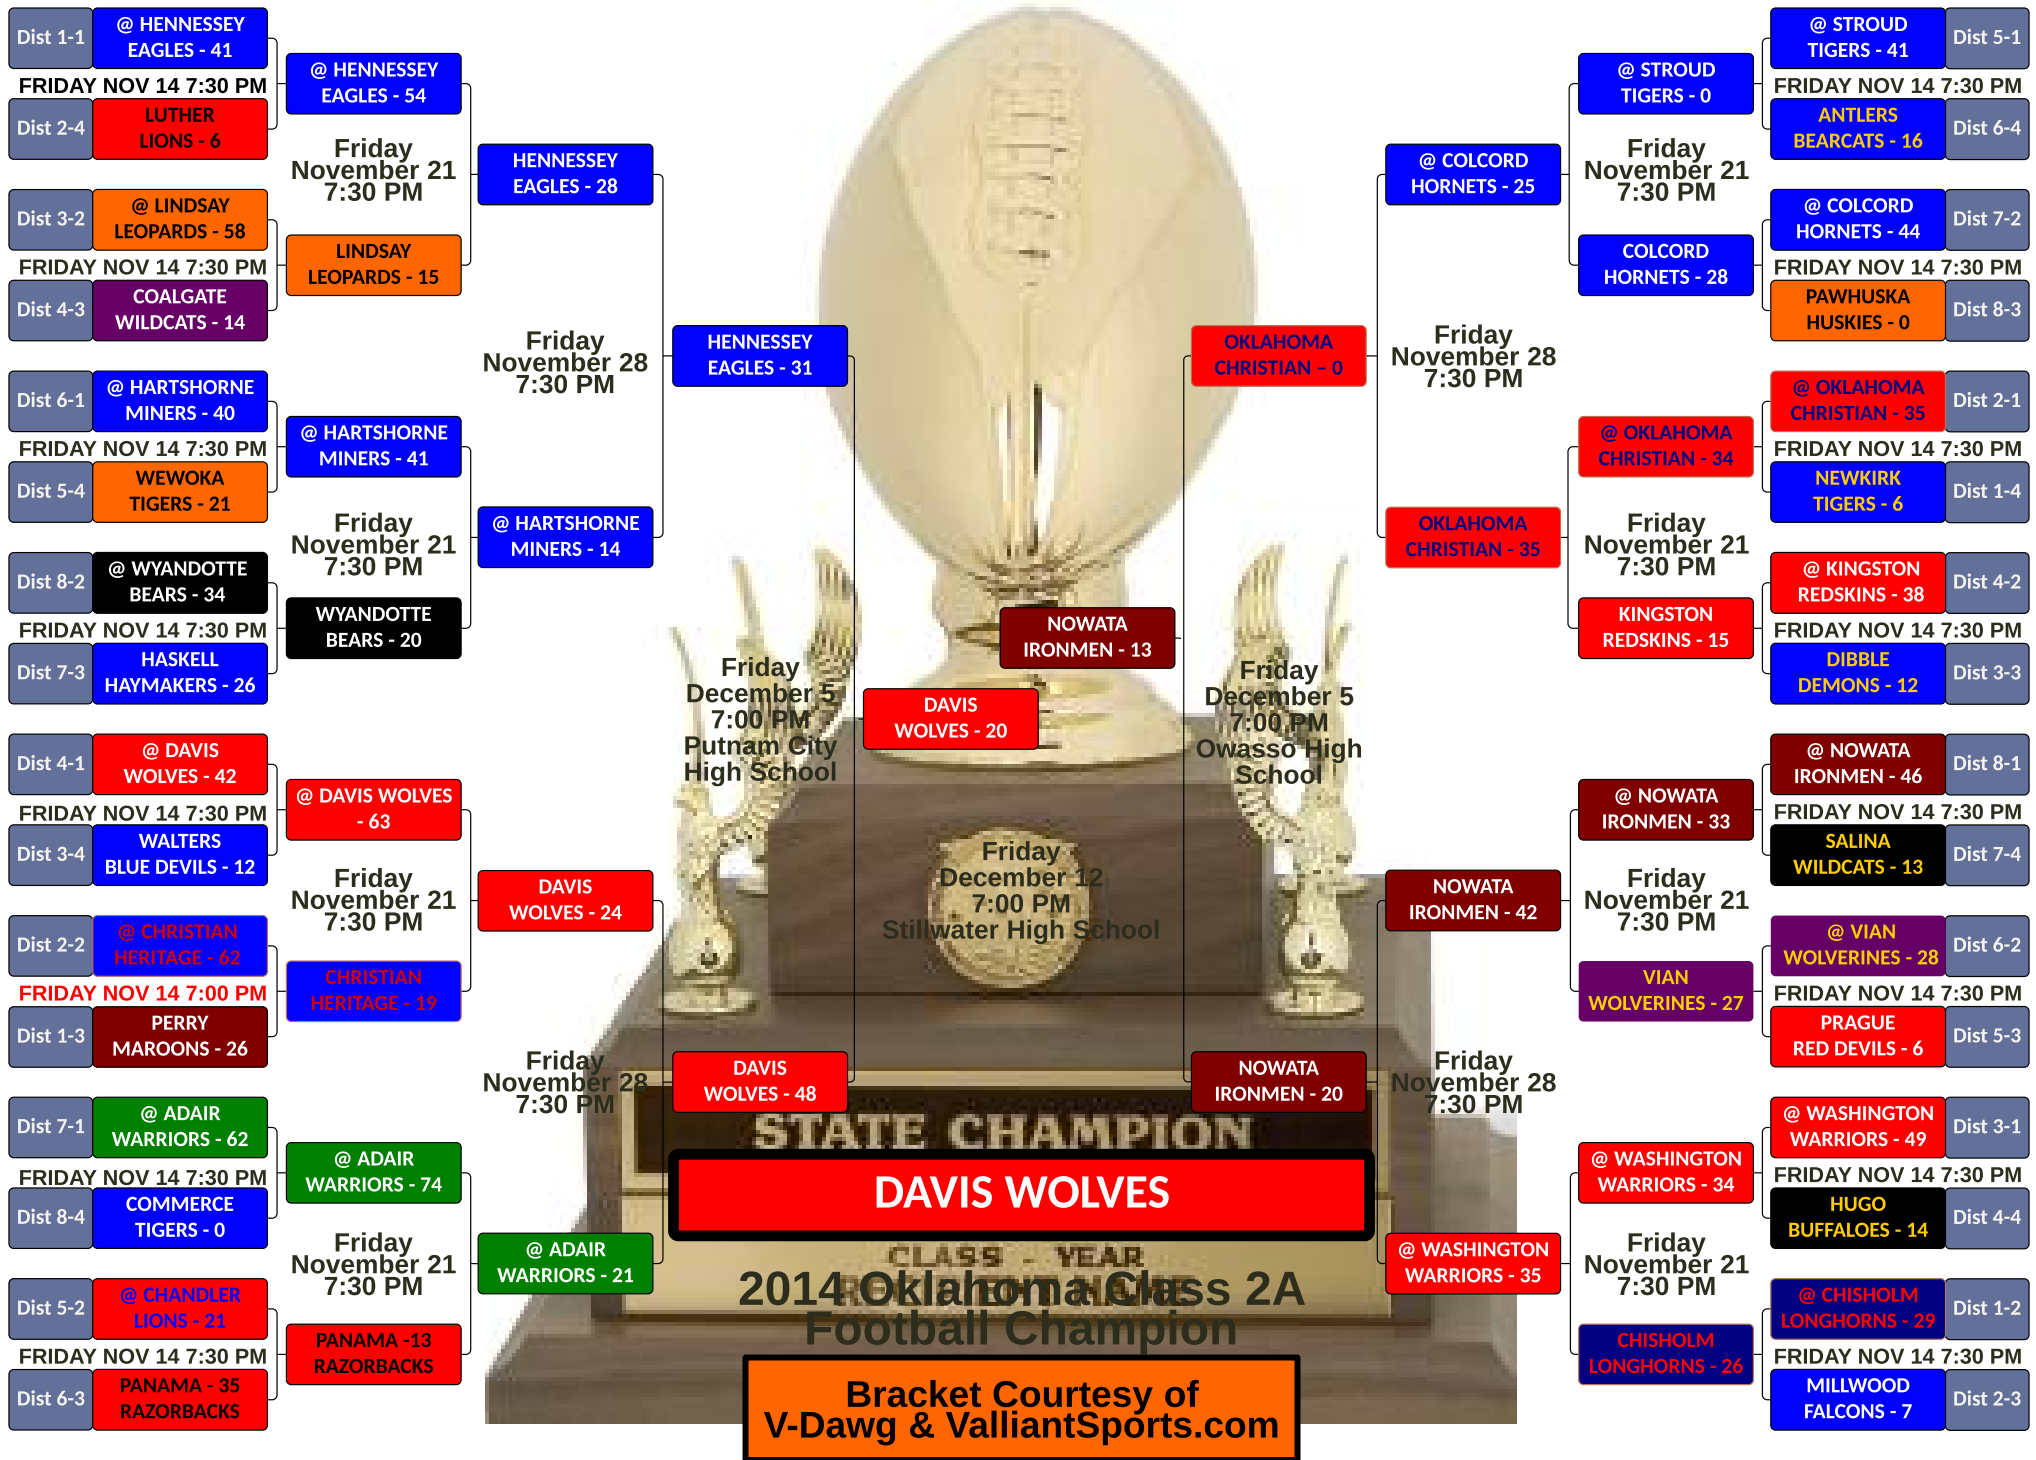 Dist 1-1
@ HENNESSEY
EAGLES - 41
FRIDAY NOV 14 7:30 PM
Dist 2-4
LUTHER
LIONS - 6
Dist 3-2
@ LINDSAY
LEOPARDS - 58
FRIDAY NOV 14 7:30 PM
Dist 4-3
COALGATE
WILDCATS - 14
Dist 6-1
@ HARTSHORNE
MINERS - 40
FRIDAY NOV 14 7:30 PM
Dist 5-4
WEWOKA
TIGERS - 21
Dist 8-2
@ WYANDOTTE
BEARS - 34
FRIDAY NOV 14 7:30 PM
Dist 7-3
HASKELL
HAYMAKERS - 26
Dist 4-1
@ DAVIS
WOLVES - 42
FRIDAY NOV 14 7:30 PM
Dist 3-4
WALTERS
BLUE DEVILS - 12
Dist 2-2
@ CHRISTIAN
HERITAGE - 62
FRIDAY NOV 14 7:00 PM
Dist 1-3
PERRY
MAROONS - 26
Dist 7-1
@ ADAIR
WARRIORS - 62
FRIDAY NOV 14 7:30 PM
Dist 8-4
COMMERCE
TIGERS - 0
Dist 5-2
@ CHANDLER
LIONS - 21
FRIDAY NOV 14 7:30 PM
Dist 6-3
PANAMA - 35
RAZORBACKS
@ HENNESSEY
EAGLES - 54
Friday
November 21
7:30 PM
LINDSAY
LEOPARDS - 15
@ HARTSHORNE
MINERS - 41
Friday
November 21
7:30 PM
WYANDOTTE
BEARS - 20
@ DAVIS WOLVES
- 63
Friday
November 21
7:30 PM
CHRISTIAN
HERITAGE - 19
@ ADAIR
WARRIORS - 74
Friday
November 21
7:30 PM
PANAMA -13
RAZORBACKS
HENNESSEY
EAGLES - 28
Friday
November 28
7:30 PM
@ HARTSHORNE
MINERS - 14
DAVIS
WOLVES - 24
Friday
November 28
7:30 PM
@ ADAIR
WARRIORS - 21
HENNESSEY
EAGLES - 31
Friday
December 5
7:00 PM
Putnam City
High School
DAVIS
WOLVES - 48
NOWATA
IRONMEN - 13
DAVIS
WOLVES - 20
Friday
December 12
7:00 PM
Stillwater High School
STATE CHAMPION
DAVIS WOLVES
CLASS - YEAR
2014 Oklahoma Class 2A
Football Champion
Bracket Courtesy of
V-Dawg & ValliantSports.com
OKLAHOMA
CHRISTIAN – 0
Friday
December 5
7:00 PM
Owasso High
School
NOWATA
IRONMEN - 20
@ COLCORD
HORNETS - 25
Friday
November 28
7:30 PM
OKLAHOMA
CHRISTIAN - 35
NOWATA
IRONMEN - 42
Friday
November 28
7:30 PM
@ WASHINGTON
WARRIORS - 35
@ STROUD
TIGERS - 0
Friday
November 21
7:30 PM
COLCORD
HORNETS - 28
@ OKLAHOMA
CHRISTIAN - 34
Friday
November 21
7:30 PM
KINGSTON
REDSKINS - 15
@ NOWATA
IRONMEN - 33
Friday
November 21
7:30 PM
VIAN
WOLVERINES - 27
@ WASHINGTON
WARRIORS - 34
Friday
November 21
7:30 PM
CHISHOLM
LONGHORNS - 26
@ STROUD
TIGERS - 41
Dist 5-1
FRIDAY NOV 14 7:30 PM
ANTLERS
BEARCATS - 16
Dist 6-4
@ COLCORD
HORNETS - 44
Dist 7-2
FRIDAY NOV 14 7:30 PM
PAWHUSKA
HUSKIES - 0
Dist 8-3
@ OKLAHOMA
CHRISTIAN - 35
Dist 2-1
FRIDAY NOV 14 7:30 PM
NEWKIRK
TIGERS - 6
Dist 1-4
@ KINGSTON
REDSKINS - 38
Dist 4-2
FRIDAY NOV 14 7:30 PM
DIBBLE
DEMONS - 12
Dist 3-3
@ NOWATA
IRONMEN - 46
Dist 8-1
FRIDAY NOV 14 7:30 PM
SALINA
WILDCATS - 13
Dist 7-4
@ VIAN
WOLVERINES - 28
Dist 6-2
FRIDAY NOV 14 7:30 PM
PRAGUE
RED DEVILS - 6
Dist 5-3
@ WASHINGTON
WARRIORS - 49
Dist 3-1
FRIDAY NOV 14 7:30 PM
HUGO
BUFFALOES - 14
Dist 4-4
@ CHISHOLM
LONGHORNS - 29
Dist 1-2
FRIDAY NOV 14 7:30 PM
MILLWOOD
FALCONS - 7
Dist 2-3